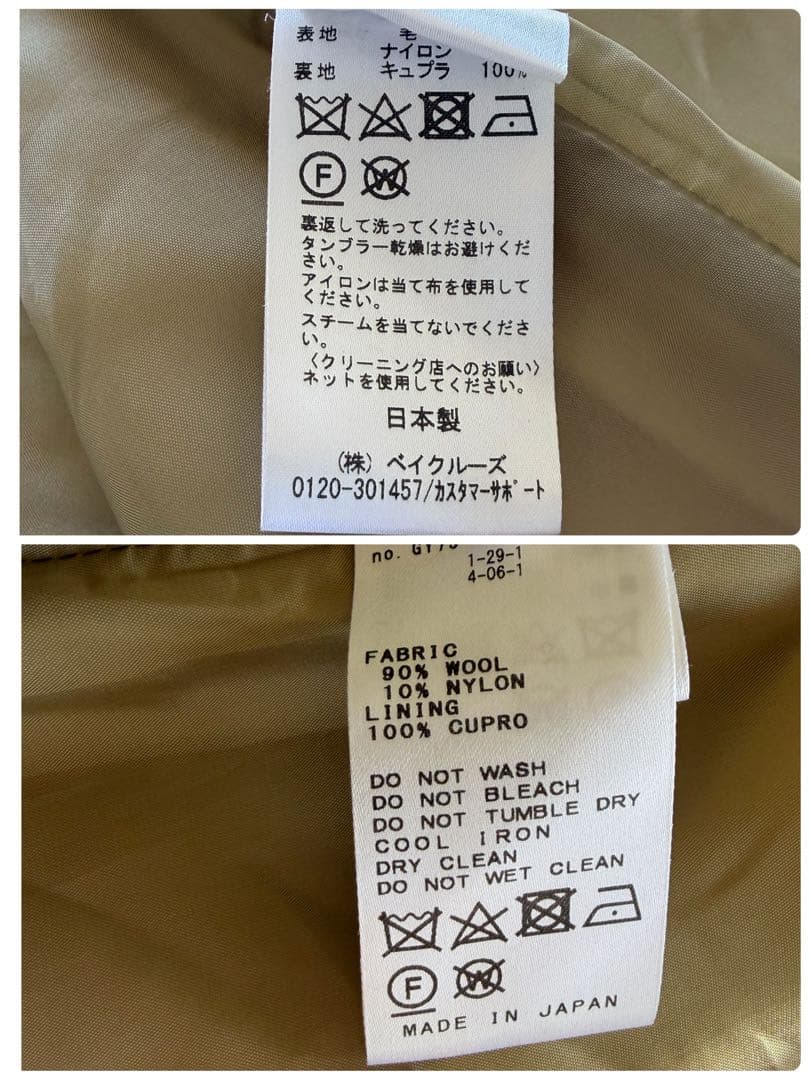 表地 毛
ナイロン
裏地 キュプラ 100%
F W
裏返して洗ってください。
タンブラー乾燥はお避けくだ
さい。
アイロンは当て布を使用して
ください。
スチームを当てないでくださ
い。
〈クリーニング店へのお願い〉
ネットを使用してください。
日本製
(株) ベイクルーズ
0120-301457/カスタマーサポート
no.
1-29-1
4-06-1
FABRIC
90% WOOL
10% NYLON
LINING
100% CUPRO
DO NOT WASH
DO NOT BLEACH
DO NOT TUMBLE DRY
COOL IRON
DRY CLEAN
DO NOT WET CLEAN
F W
MADE IN JAPAN